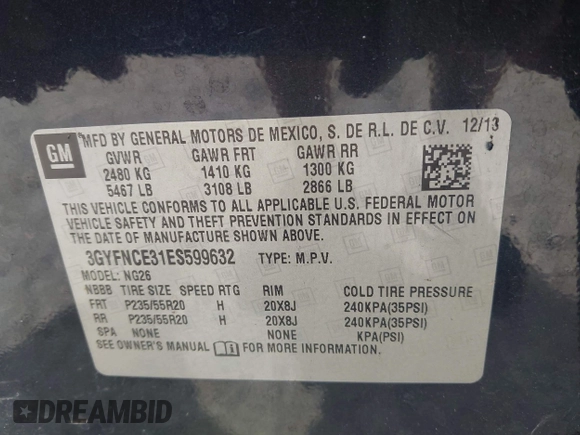 GM
MFD BY GENERAL MOTORS DE MEXICO, S. DE R.L. DE C.V. 12/13
GVWR GAWR FRT GAWR RR
2480 KG 1410 KG 1300 KG
5467 LB 3108 LB 2866 LB
THIS VEHICLE CONFORMS TO ALL APPLICABLE U.S. FEDERAL MOTOR
VEHICLE SAFETY AND THEFT PREVENTION STANDARDS IN EFFECT ON
THE DATE OF MANUFACTURE SHOWN ABOVE.
3GYFNCE31ES599632 TYPE: M.P.V.
MODEL: NG26
NBBB TIRE SIZE SPEED RTG RIM COLD TIRE PRESSURE
FRT P235/55R20 H 20X8J 240KPA(35PSI)
RR P235/55R20 H 20X8J 240KPA(35PSI)
SPA NONE NONE KPA(PSI)
SEE OWNER'S MANUAL FOR MORE INFORMATION.
DREAMBID